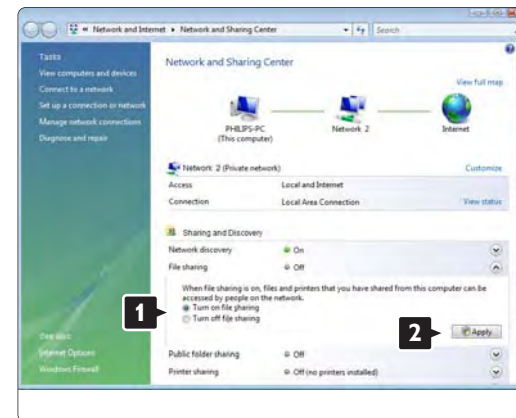 Network and Internet
Network and Sharing Center
Search
Tasks
View computers and devices
Connect to a network
Set up a connection or network
Manage network connections
Diagnose and repair
See also
Internet Options
Windows Firewall
Network and Sharing Center
View full map
PHILIPS-PC
(This computer)
Network 2
Internet
Network 2 (Private network)
Customize
Access
Local and Internet
Connection
Local Area Connection
View status
Sharing and Discovery
Network discovery
On
File sharing
Off
When file sharing is on, files and printers that you have shared from this computer can be
accessed by people on the network.
1
Turn on file sharing
Turn off file sharing
2
Apply
Public folder sharing
Off
Printer sharing
Off (no printers installed)